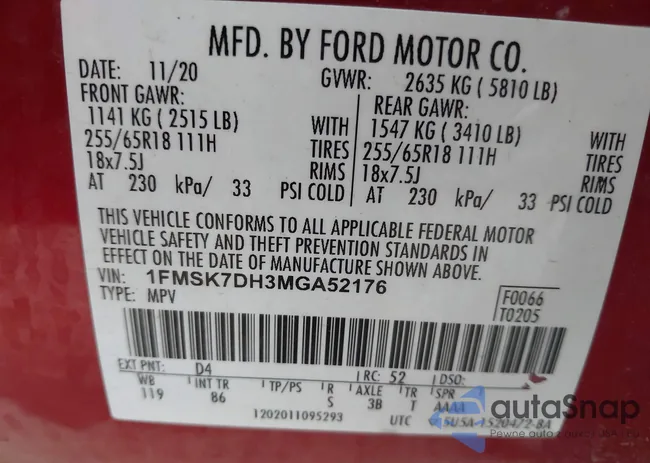 MFD. BY FORD MOTOR CO.
DATE: 11/20 GVWR: 2635 KG ( 5810 LB)
FRONT GAWR: REAR GAWR:
1141 KG ( 2515 LB) WITH 1547 KG ( 3410 LB) WITH
255/65R18 111H TIRES 255/65R18 111H TIRES
18x7.5J RIMS 18x7.5J RIMS
AT 230 kPa/ 33 PSI COLD AT 230 kPa/ 33 PSI COLD
THIS VEHICLE CONFORMS TO ALL APPLICABLE FEDERAL MOTOR
VEHICLE SAFETY AND THEFT PREVENTION STANDARDS IN
EFFECT ON THE DATE OF MANUFACTURE SHOWN ABOVE.
VIN: 1FMSK7DH3MGA52176
TYPE: MPV
F0066
T0205
EXT PNT: D4 RC: 52 DSO:
WB INT TR TP/PS R AXLE TR SPR
119 86 S 3B T AAAA
1202011095293 UTC
autaSnap
Pewne auta z